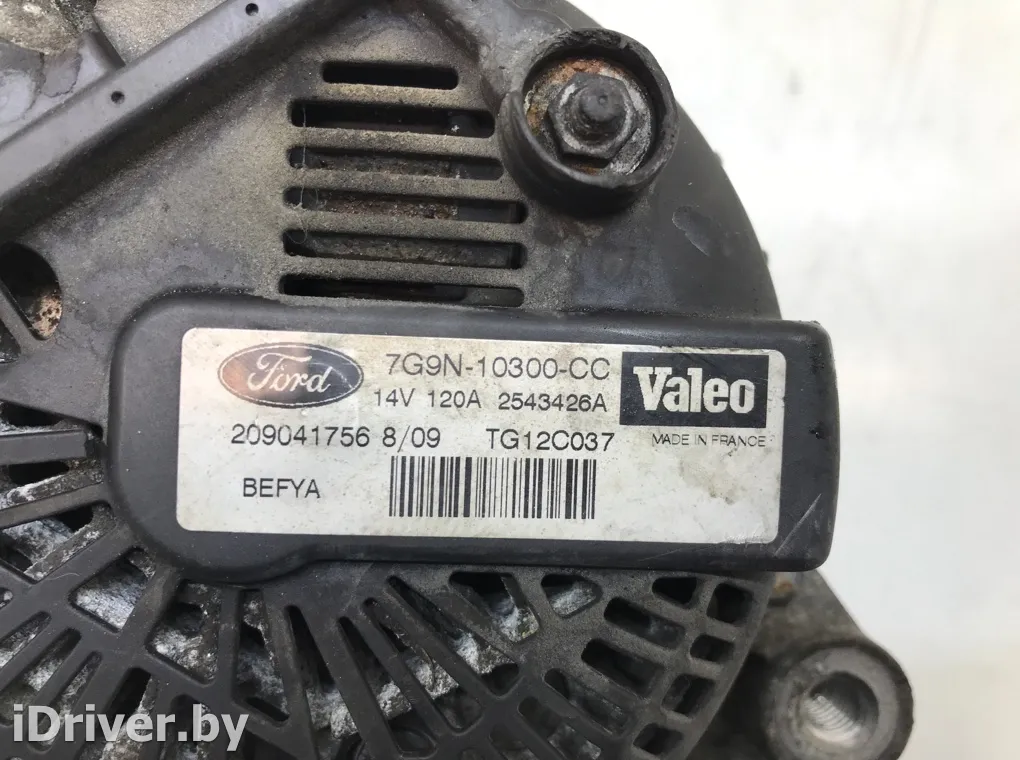 Ford
7G9N-10300-CC
14V 120A 2543426A
Valeo
209041756 8/09 TG12C037
MADE IN FRANCE
BEFYA
iDriver.by